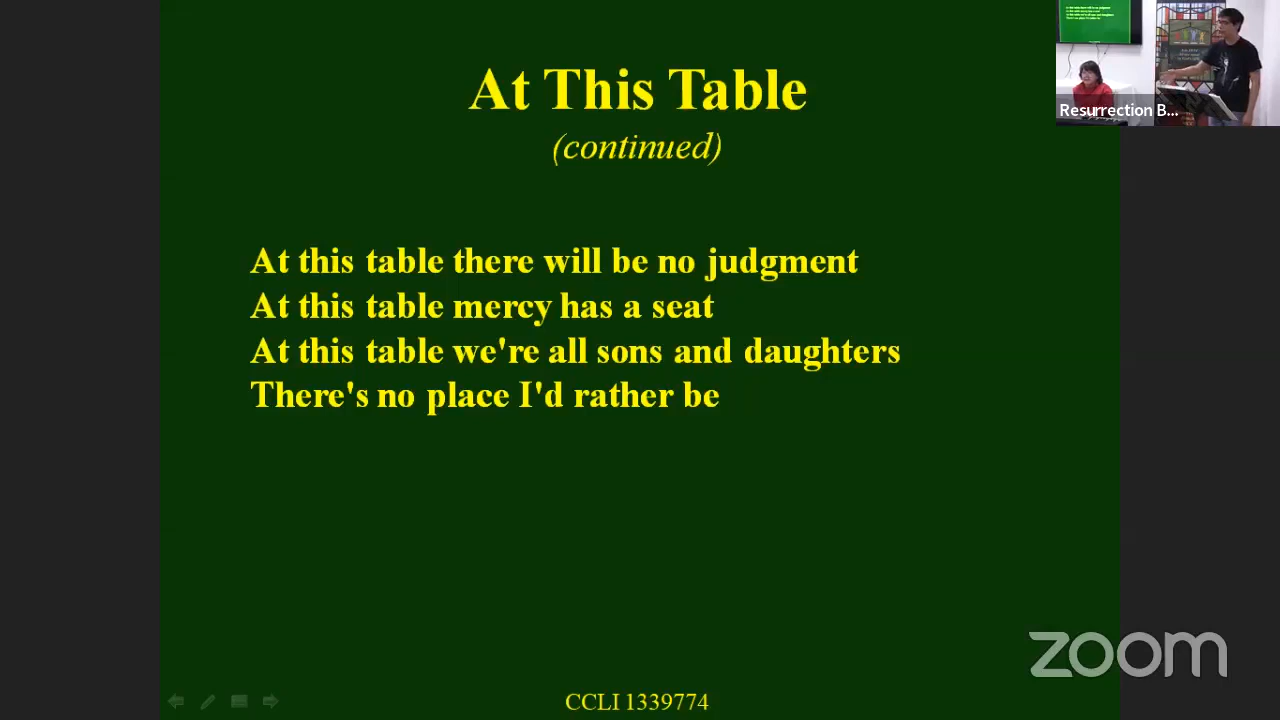 At This Table
(continued)
At this table there will be no judgment
At this table mercy has a seat
At this table we're all sons and daughters
There's no place I'd rather be
CCLI 1339774
Resurrection B...
zoom